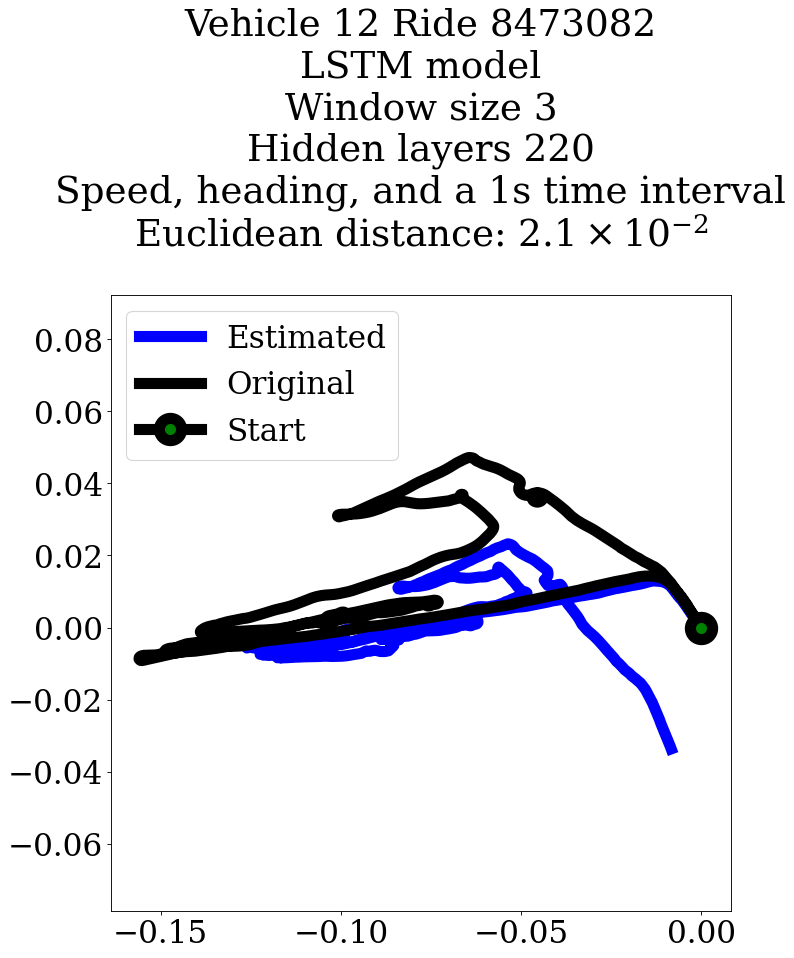 Vehicle 12 Ride 8473082
LSTM model
Window size 3
Hidden layers 220
Speed, heading, and a 1s time interval
Euclidean distance: 2.1 × 10⁻²
Estimated
Original
Start
0.08
0.06
0.04
0.02
0.00
−0.02
−0.04
−0.06
−0.15
−0.10
−0.05
0.00